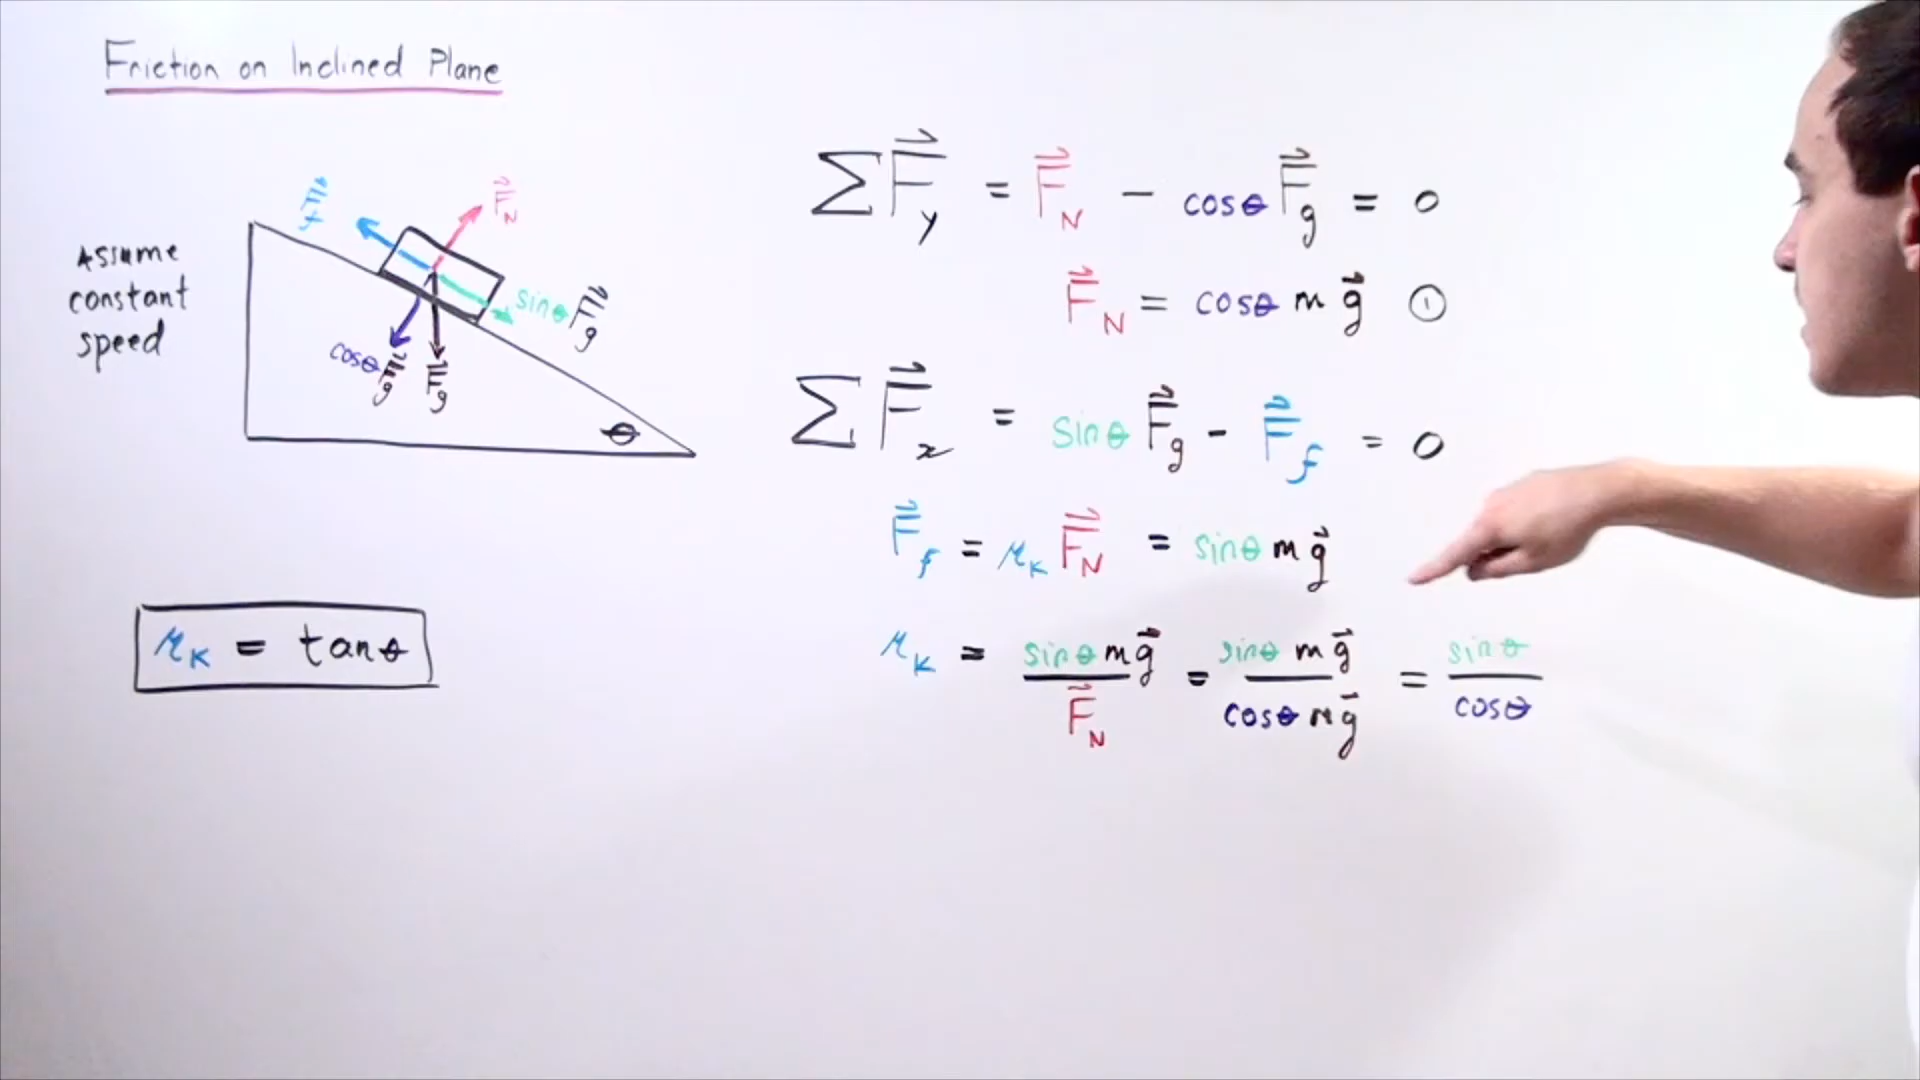 Friction on Inclined Plane
Assume
constant
speed
F⃗f
F⃗N
sinθ F⃗g
cosθ F⃗g
F⃗g
θ
μK = tanθ
ΣF⃗y = F⃗N − cosθ F⃗g = 0
F⃗N = cosθ m g⃗ ①
ΣF⃗x = sinθ F⃗g - F⃗f = 0
F⃗f = μK F⃗N = sinθ m g⃗
μK = sinθ m g⃗ / F⃗N = sinθ m g⃗ / cosθ m g⃗ = sinθ / cosθ